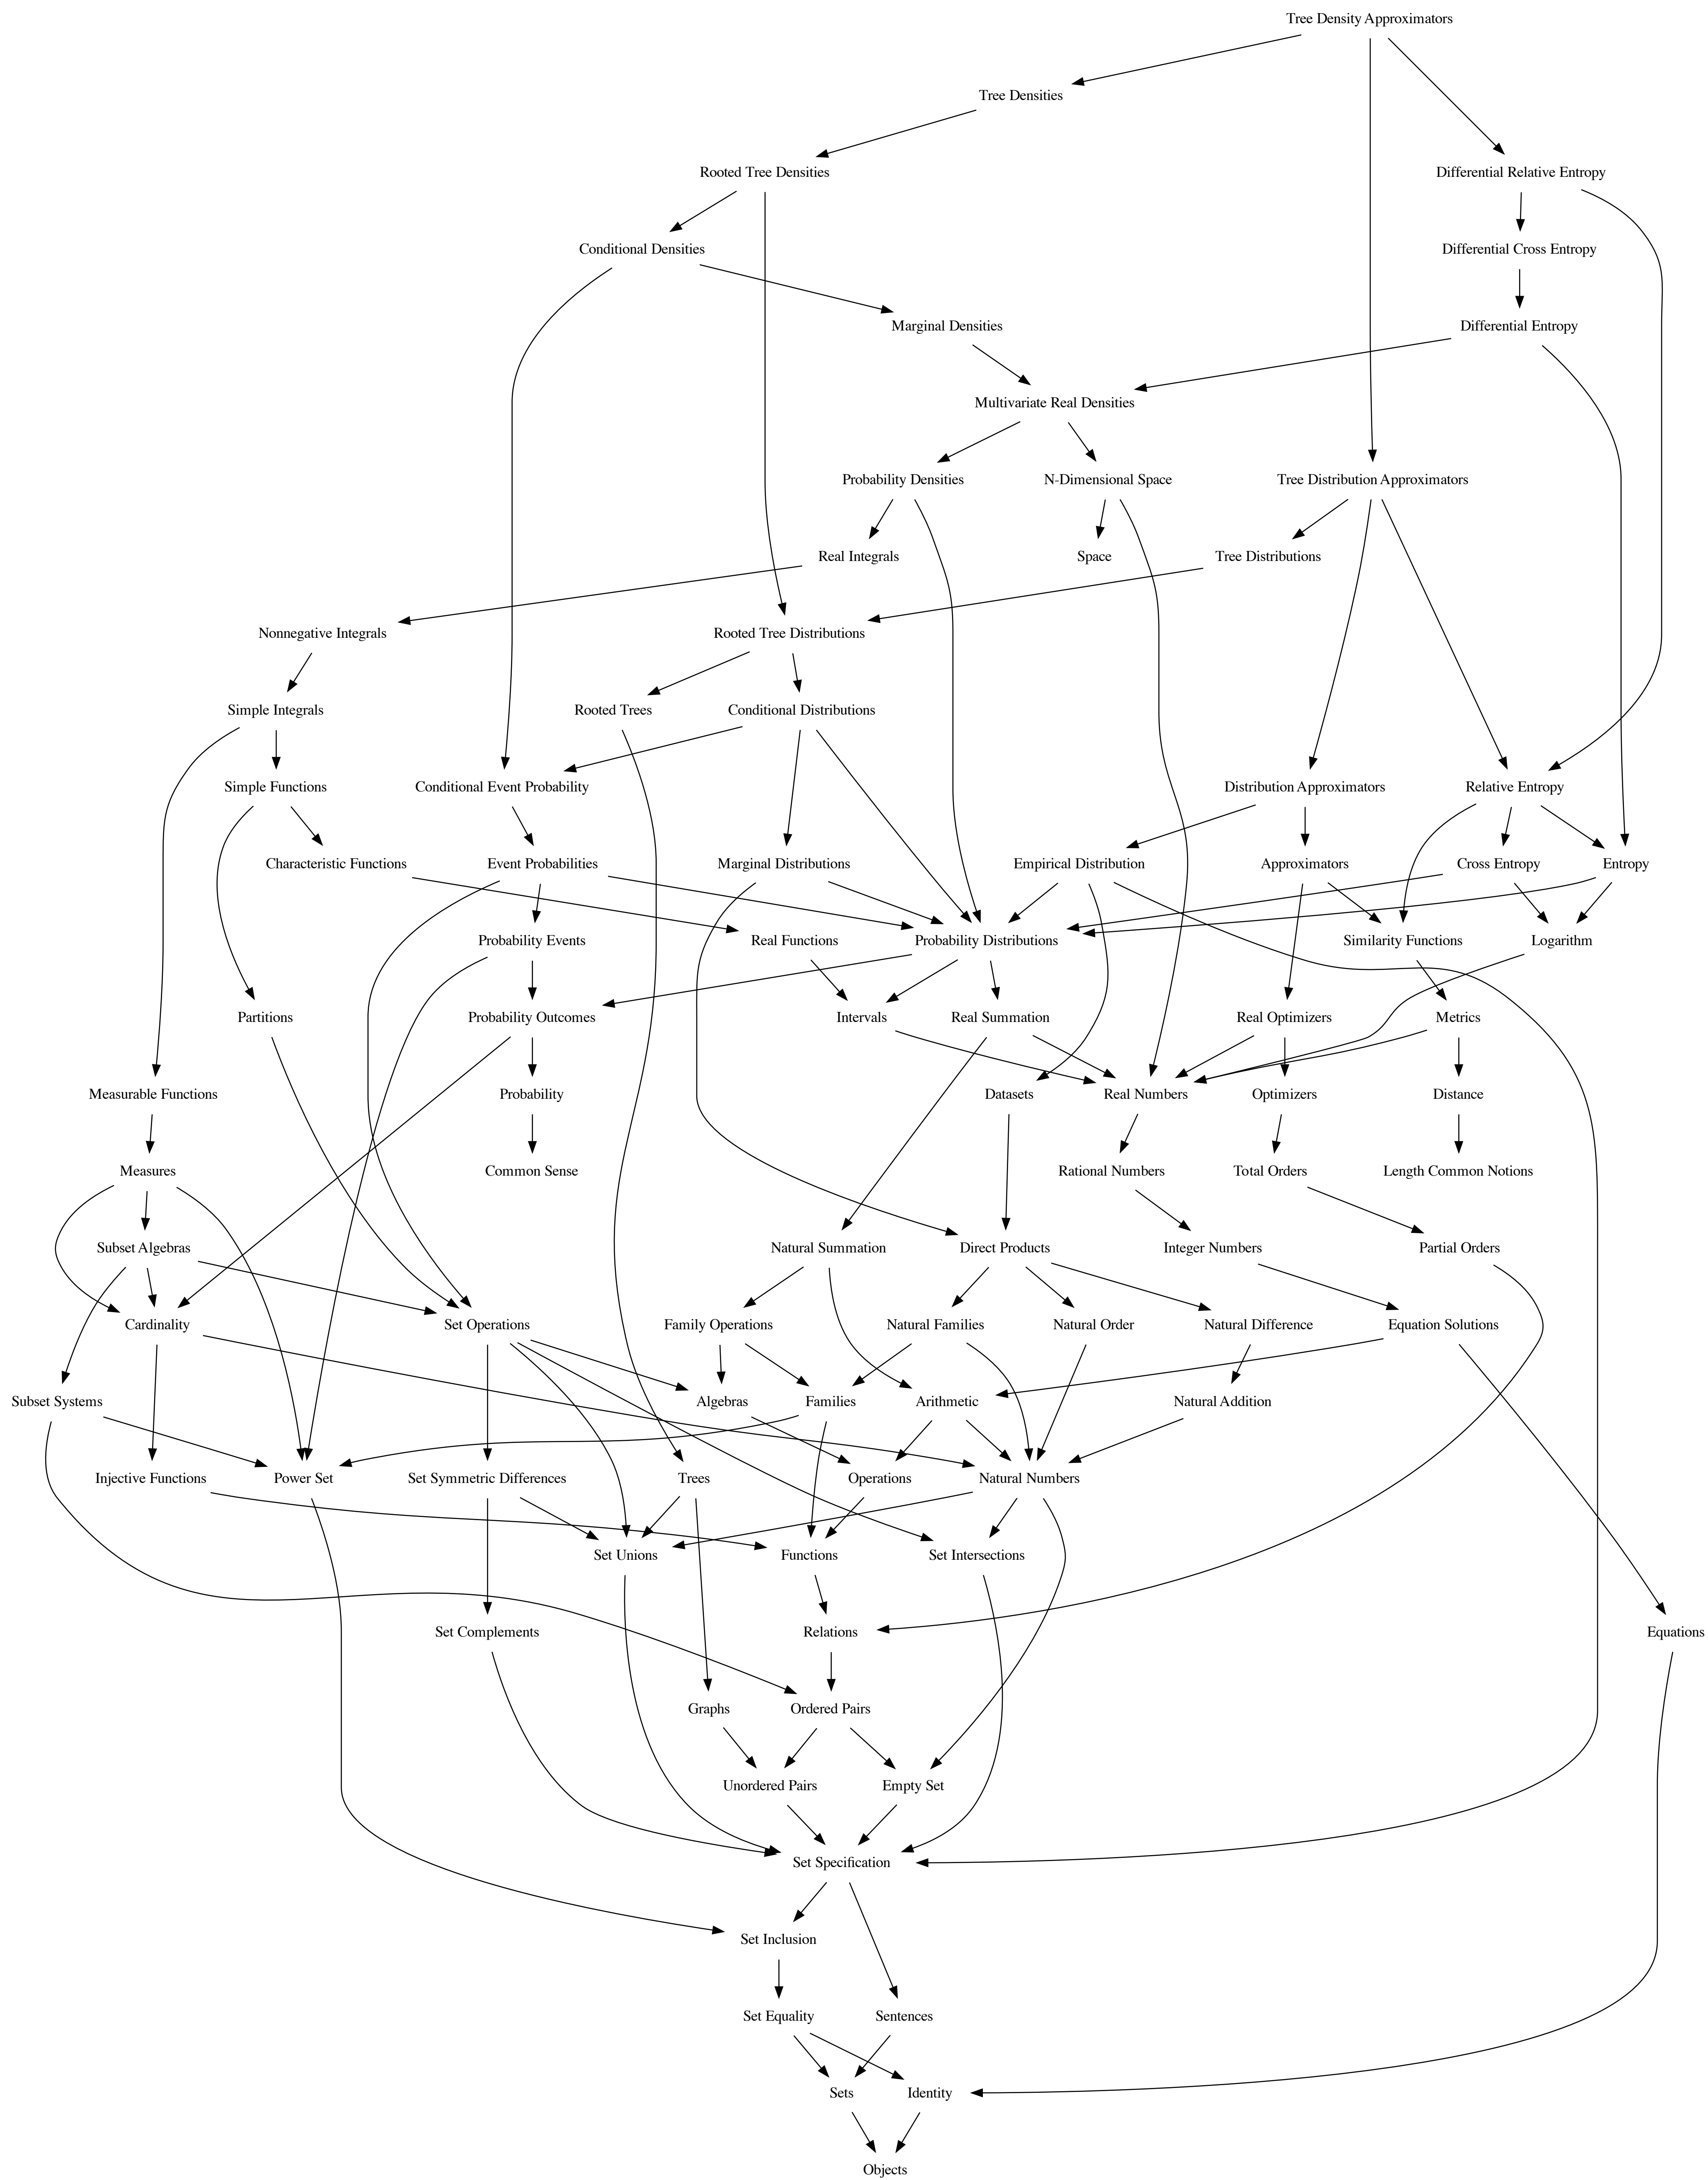 Tree Density Approximators
Tree Densities
Rooted Tree Densities
Differential Relative Entropy
Conditional Densities
Differential Cross Entropy
Marginal Densities
Differential Entropy
Multivariate Real Densities
Probability Densities
N-Dimensional Space
Tree Distribution Approximators
Real Integrals
Space
Tree Distributions
Nonnegative Integrals
Rooted Tree Distributions
Simple Integrals
Rooted Trees
Conditional Distributions
Simple Functions
Conditional Event Probability
Distribution Approximators
Relative Entropy
Characteristic Functions
Event Probabilities
Marginal Distributions
Empirical Distribution
Approximators
Cross Entropy
Entropy
Probability Events
Real Functions
Probability Distributions
Similarity Functions
Logarithm
Partitions
Probability Outcomes
Intervals
Real Summation
Real Optimizers
Metrics
Measurable Functions
Probability
Datasets
Real Numbers
Optimizers
Distance
Measures
Common Sense
Rational Numbers
Total Orders
Length Common Notions
Subset Algebras
Natural Summation
Direct Products
Integer Numbers
Partial Orders
Cardinality
Set Operations
Family Operations
Natural Families
Natural Order
Natural Difference
Equation Solutions
Subset Systems
Algebras
Families
Arithmetic
Natural Addition
Injective Functions
Power Set
Set Symmetric Differences
Trees
Operations
Natural Numbers
Set Unions
Functions
Set Intersections
Set Complements
Relations
Equations
Graphs
Ordered Pairs
Unordered Pairs
Empty Set
Set Specification
Set Inclusion
Set Equality
Sentences
Sets
Identity
Objects